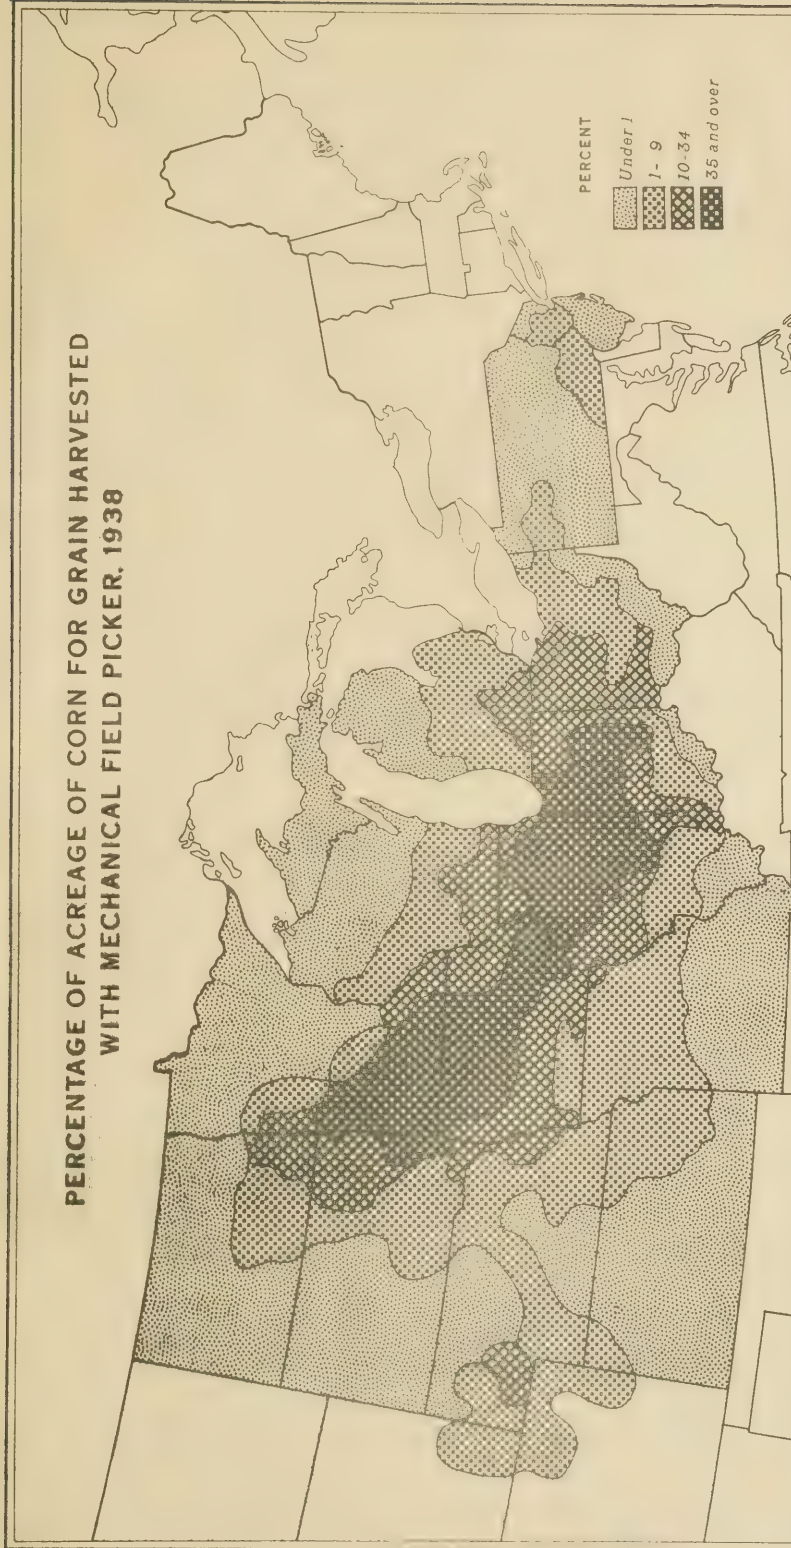 PERCENTAGE OF ACREAGE OF CORN FOR GRAIN HARVESTED
WITH MECHANICAL FIELD PICKER, 1938
PERCENT
Under 1
1- 9
10-34
35 and over